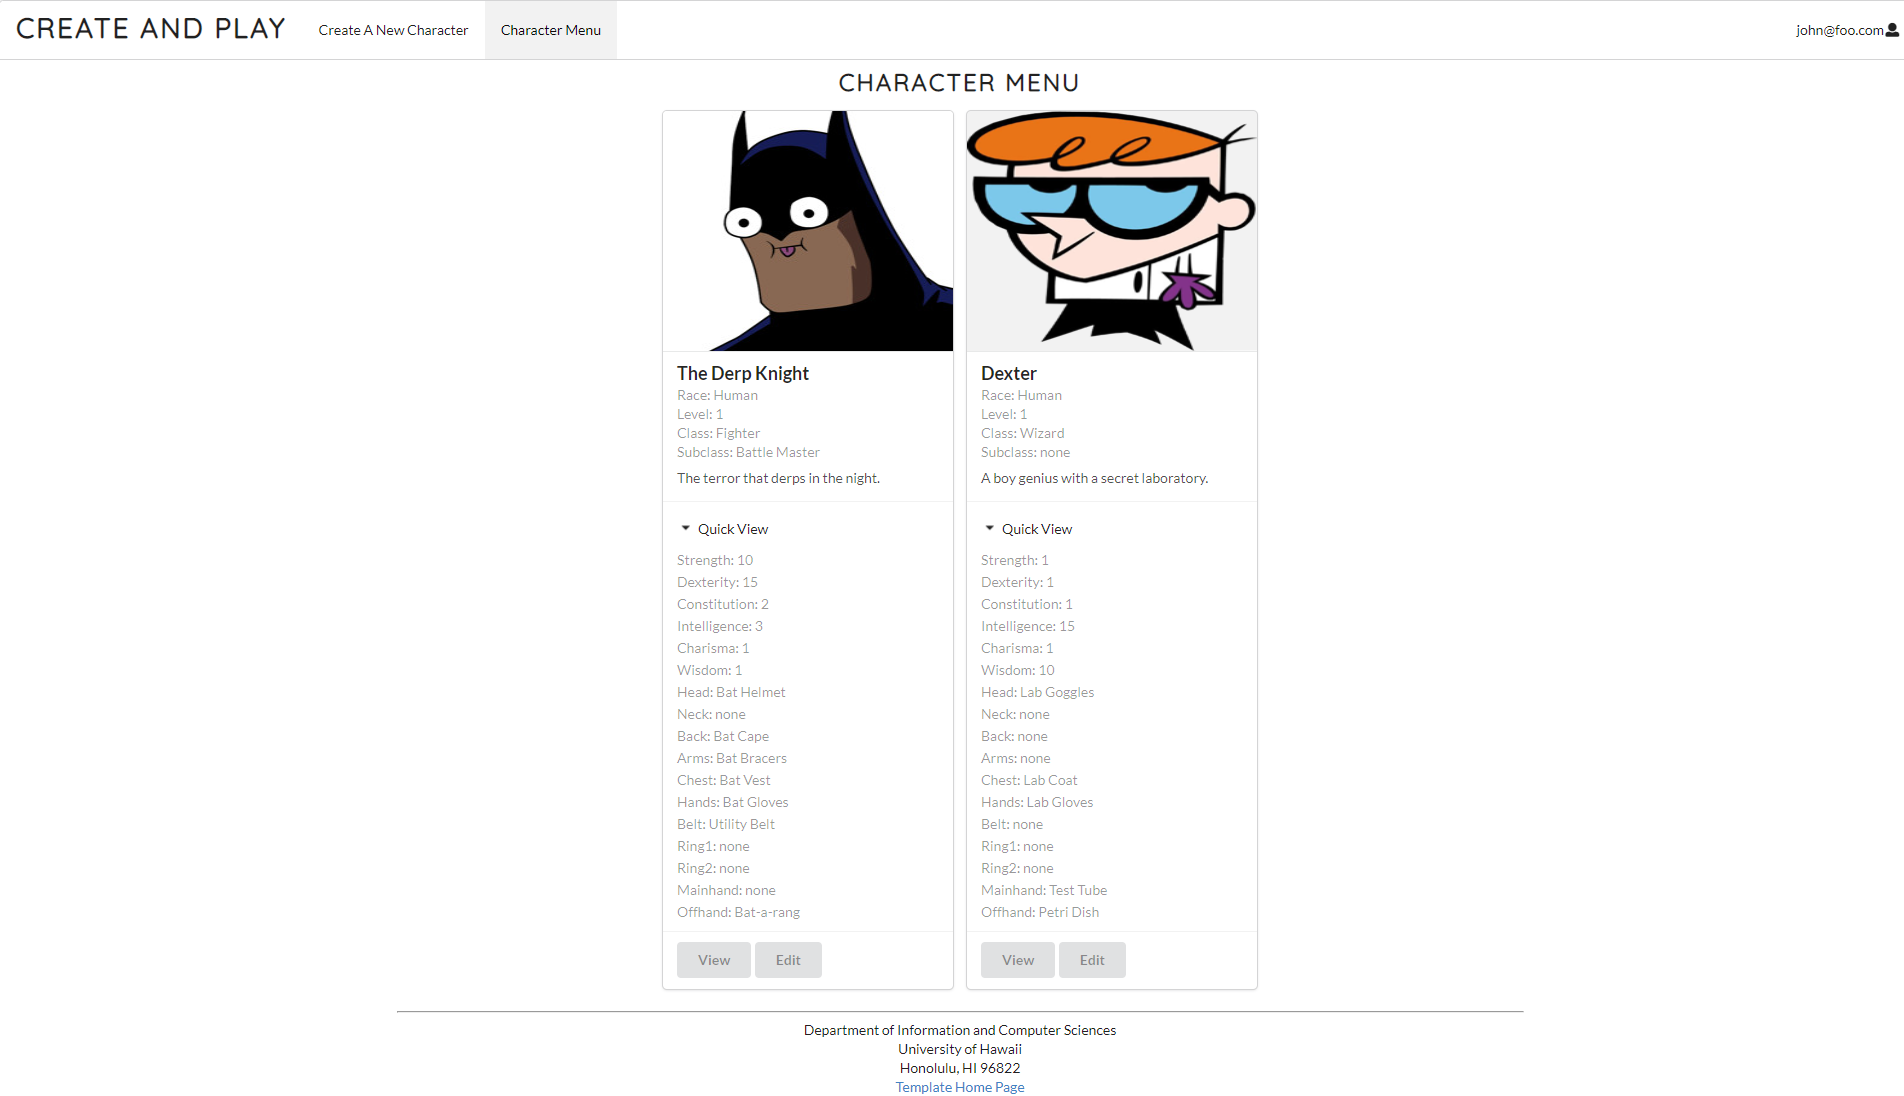 CREATE AND PLAY
Create A New Character
Character Menu
john@foo.com
CHARACTER MENU
The Derp Knight
Race: Human
Level: 1
Class: Fighter
Subclass: Battle Master
The terror that derps in the night.
Quick View
Strength: 10
Dexterity: 15
Constitution: 2
Intelligence: 3
Charisma: 1
Wisdom: 1
Head: Bat Helmet
Neck: none
Back: Bat Cape
Arms: Bat Bracers
Chest: Bat Vest
Hands: Bat Gloves
Belt: Utility Belt
Ring1: none
Ring2: none
Mainhand: none
Offhand: Bat-a-rang
View
Edit
Dexter
Race: Human
Level: 1
Class: Wizard
Subclass: none
A boy genius with a secret laboratory.
Quick View
Strength: 1
Dexterity: 1
Constitution: 1
Intelligence: 15
Charisma: 1
Wisdom: 10
Head: Lab Goggles
Neck: none
Back: none
Arms: none
Chest: Lab Coat
Hands: Lab Gloves
Belt: none
Ring1: none
Ring2: none
Mainhand: Test Tube
Offhand: Petri Dish
View
Edit
Department of Information and Computer Sciences
University of Hawaii
Honolulu, HI 96822
Template Home Page